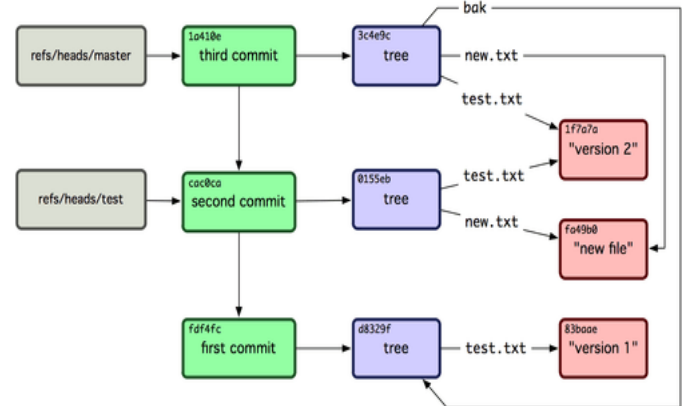 bak
1a410e
3c4e9c
refs/heads/master
third commit
tree
new.txt
test.txt
1f7a7a
"version 2"
cac0ca
0155eb
test.txt
refs/heads/test
second commit
tree
new.txt
fa49b0
"new file"
fdf4fc
d8329f
83baae
first commit
tree
test.txt
"version 1"